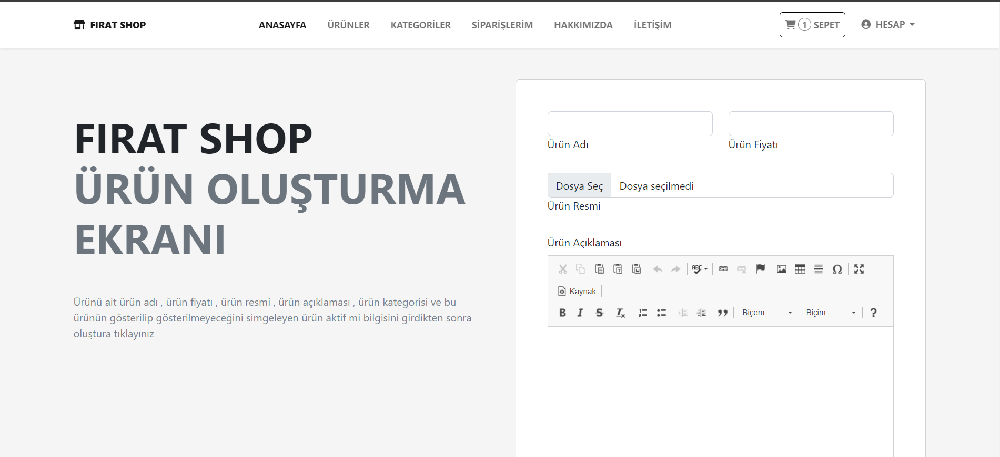 FIRAT SHOP
ANASAYFA
ÜRÜNLER
KATEGORİLER
SİPARİŞLERİM
HAKKIMIZDA
İLETİŞİM
1 SEPET
HESAP
FIRAT SHOP
ÜRÜN OLUŞTURMA
EKRANI
Ürünü ait ürün adı , ürün fiyatı , ürün resmi , ürün açıklaması , ürün kategorisi ve bu
ürünün gösterilip gösterilmeyeceğini simgeleyen ürün aktif mi bilgisini girdikten sonra
oluştura tıklayınız
Ürün Adı
Ürün Fiyatı
Dosya Seç
Dosya seçilmedi
Ürün Resmi
Ürün Açıklaması
ABC
Kaynak
Biçem
Biçim